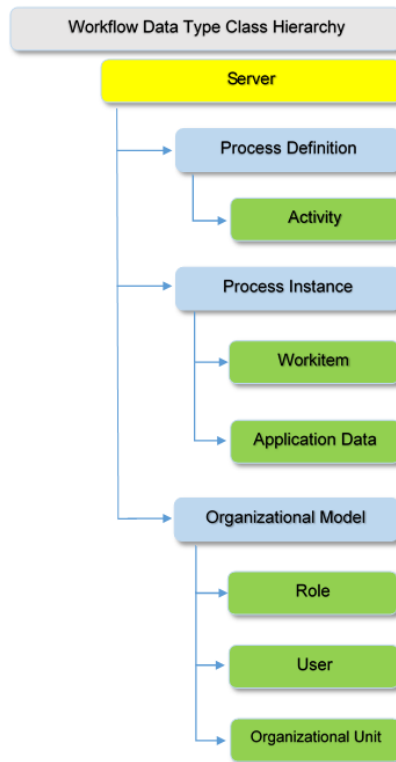 Workflow Data Type Class Hierarchy
Server
Process Definition
Activity
Process Instance
Workitem
Application Data
Organizational Model
Role
User
Organizational Unit